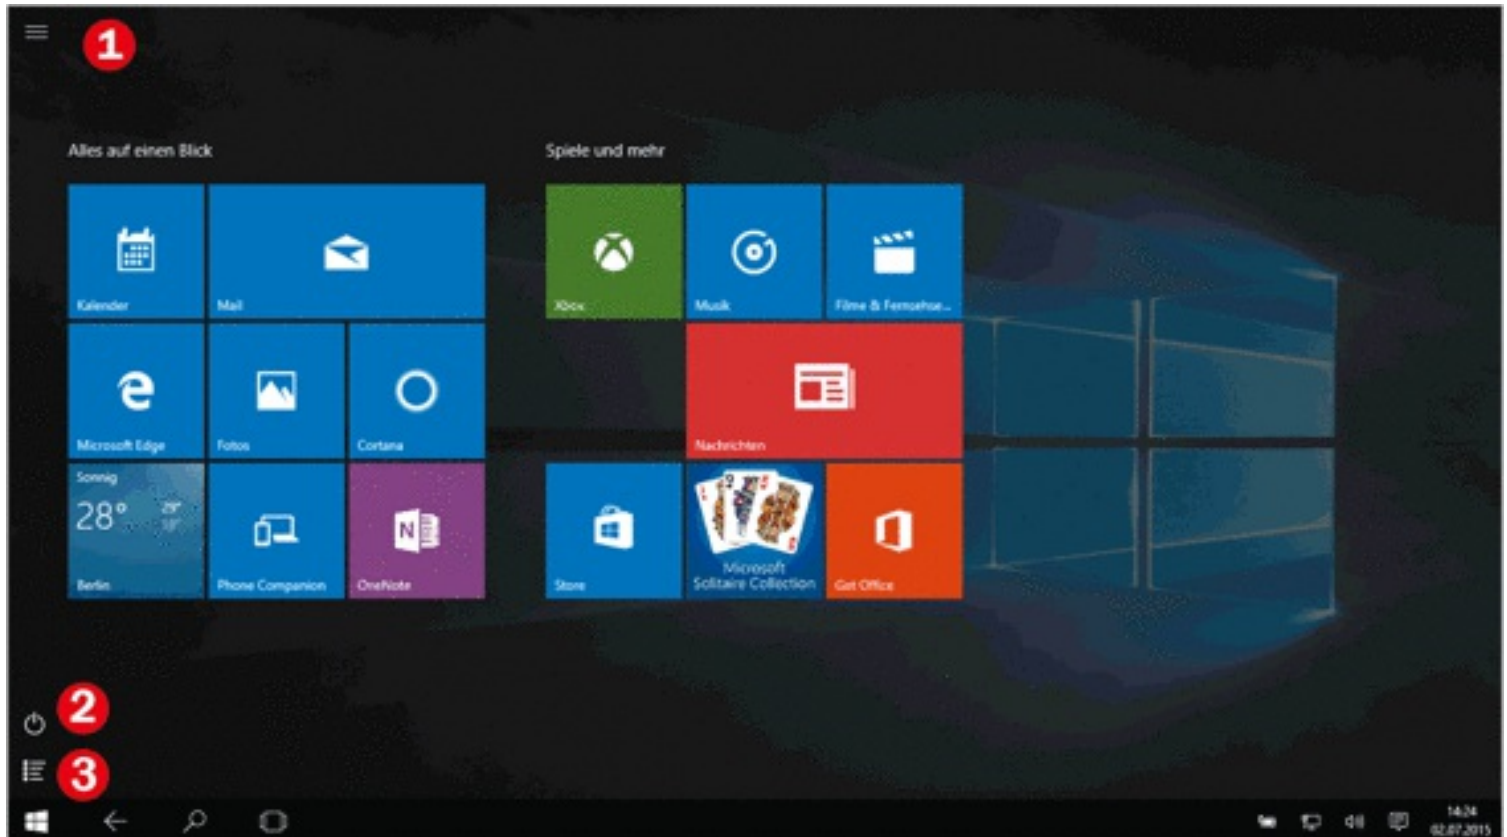 1
Alles auf einen Blick
Spiele und mehr
Kalender
Mail
Xbox
Musik
Filme & Fernsehse...
Microsoft Edge
Fotos
Cortana
Nachrichten
Sonnig
28°
Berlin
Phone Companion
N
OneNote
Store
Microsoft
Solitaire Collection
Get Office
2
3
14:24
02.07.2015